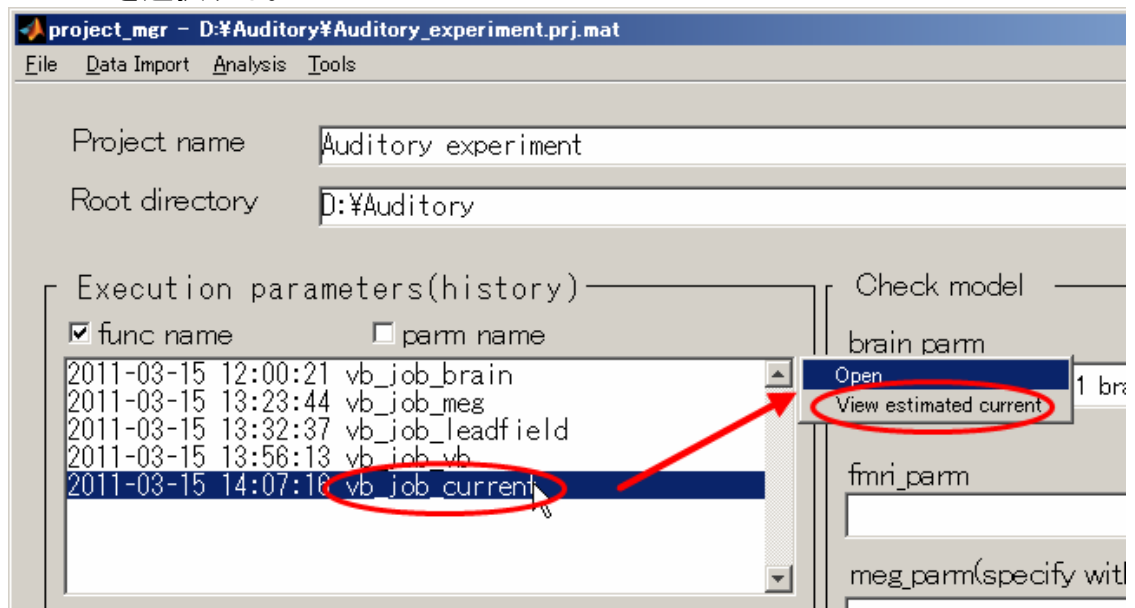 project_mgr - D:¥Auditory¥Auditory_experiment.prj.mat
File Data Import Analysis Tools
Project name Auditory experiment
Root directory D:¥Auditory
Execution parameters(history)
func name parm name
2011-03-15 12:00:21 vb_job_brain
2011-03-15 13:23:44 vb_job_meg
2011-03-15 13:32:37 vb_job_leadfield
2011-03-15 13:56:13 vb_job_vb
2011-03-15 14:07:16 vb_job_current
Open
View estimated current
Check model
brain parm
1 bra
fmri_parm
meg_parm(specify wit